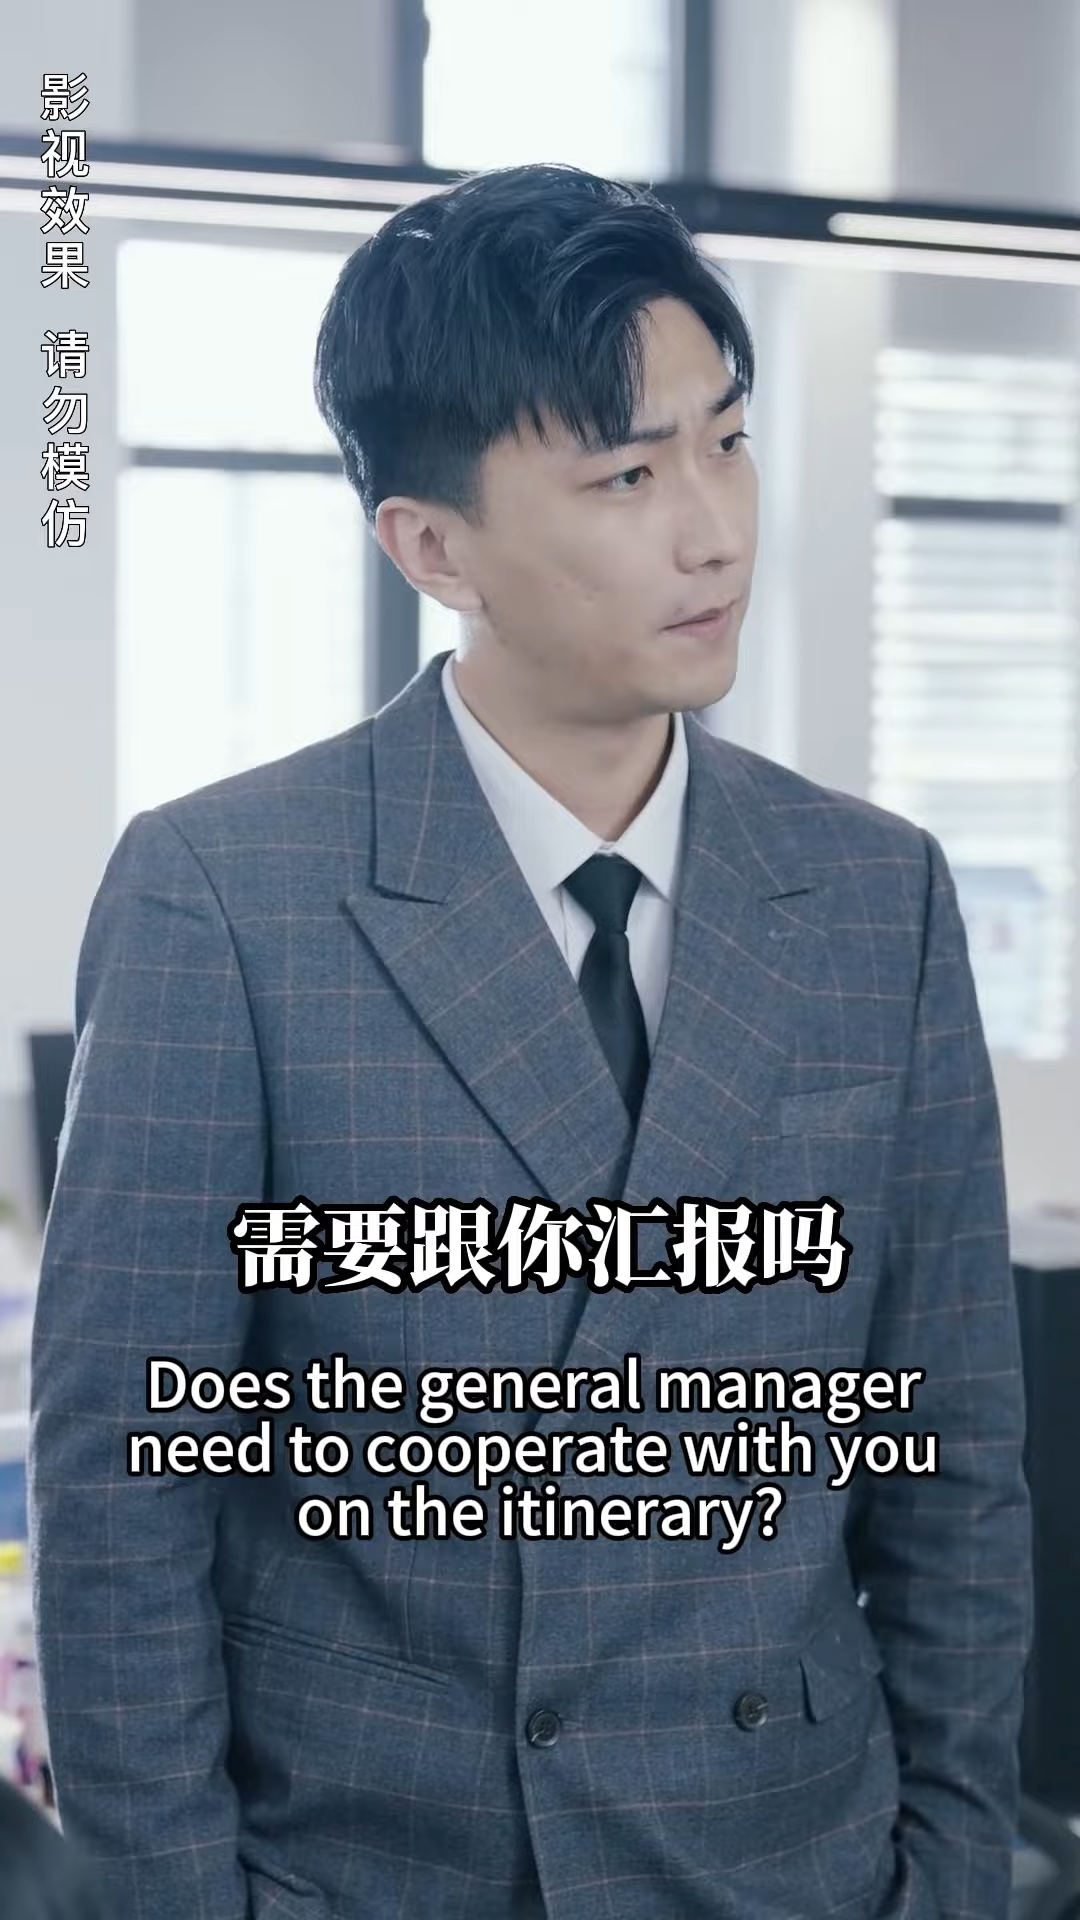 影视效果 请勿模仿
需要跟你汇报吗
Does the general manager
need to cooperate with you
on the itinerary?